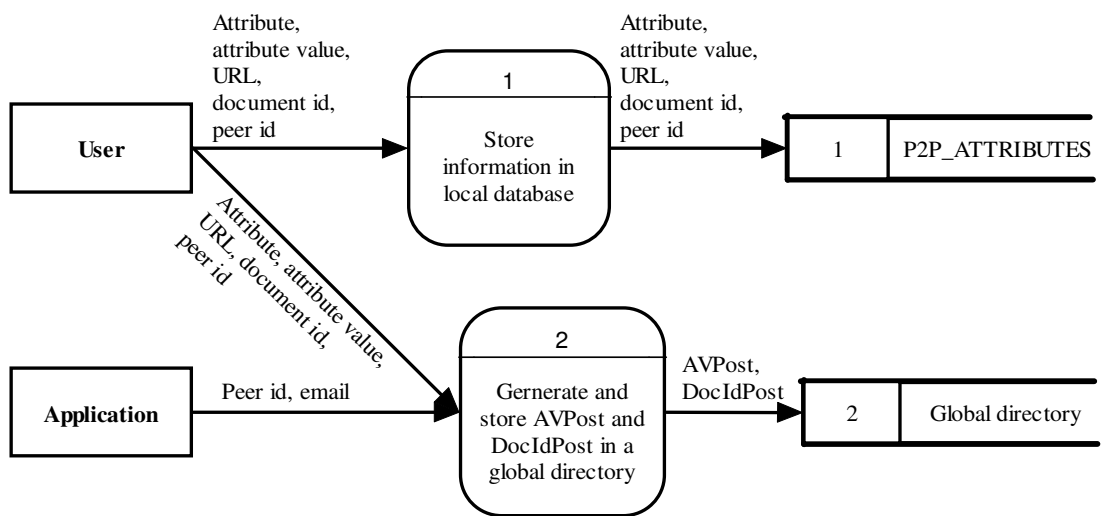 Attribute,
attribute value,
URL,
document id,
peer id
User
1
Store
information in
local database
Attribute,
attribute value,
URL,
document id,
peer id
1
P2P_ATTRIBUTES
Attribute, attribute value,
URL, document id,
peer id
Application
Peer id, email
2
Gernerate and
store AVPost and
DocIdPost in a
global directory
AVPost,
DocIdPost
2
Global directory